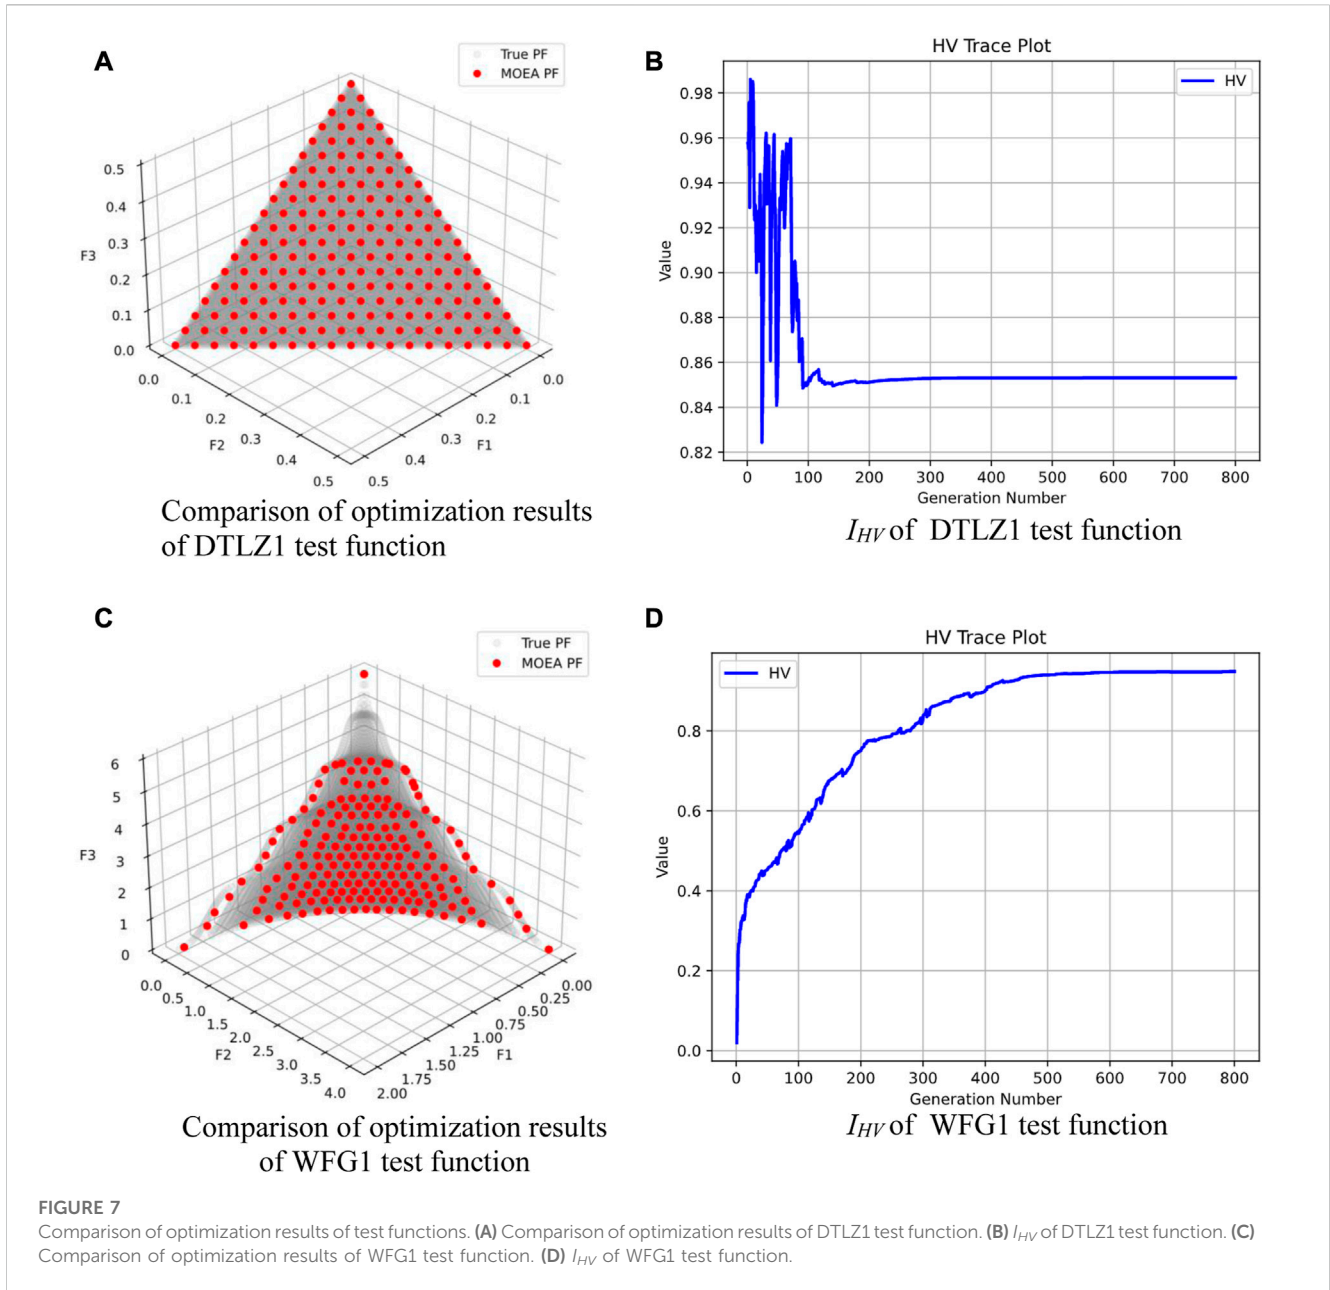 A
True PF
MOEA PF
0.5
0.4
0.3
F3
0.2
0.1
0.0
0.0
0.1
0.2
F2
0.3
0.4
0.5
0.0
0.1
0.2
0.3
F1
0.4
0.5
Comparison of optimization results
of DTLZ1 test function
B
HV Trace Plot
HV
0.98
0.96
0.94
0.92
0.90
0.88
0.86
0.84
0.82
Value
0 100 200 300 400 500 600 700 800
Generation Number
I_HV of DTLZ1 test function
C
True PF
MOEA PF
6
5
4
F3
3
2
1
0
0.0
0.5
1.0
1.5
2.0
F2
2.5
3.0
3.5
4.0
0.00
0.25
0.50
0.75
1.00
F1
1.25
1.50
1.75
2.00
Comparison of optimization results
of WFG1 test function
D
HV Trace Plot
HV
0.8
0.6
0.4
0.2
0.0
Value
0 100 200 300 400 500 600 700 800
Generation Number
I_HV of WFG1 test function
FIGURE 7
Comparison of optimization results of test functions. (A) Comparison of optimization results of DTLZ1 test function. (B) I_HV of DTLZ1 test function. (C)
Comparison of optimization results of WFG1 test function. (D) I_HV of WFG1 test function.